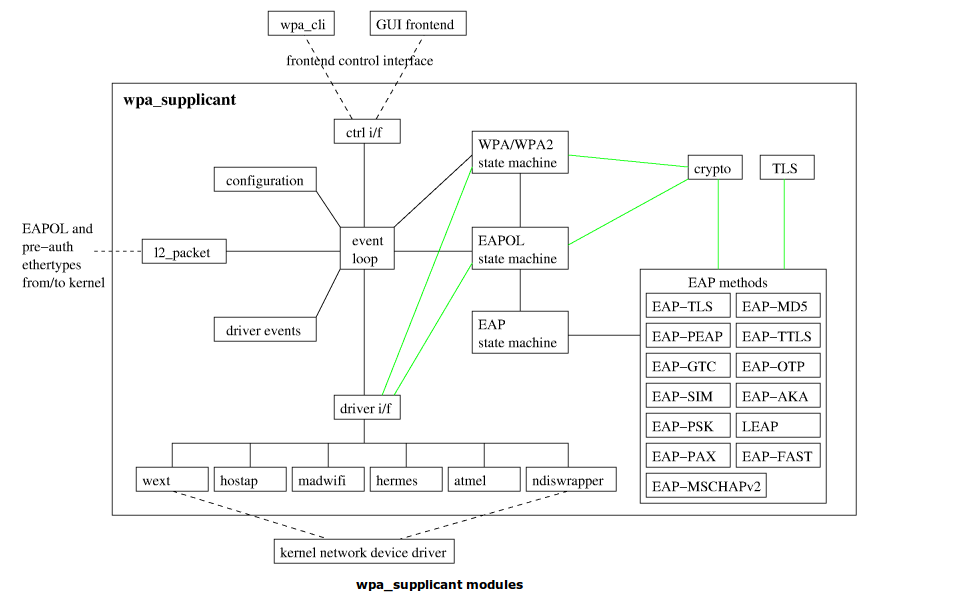 wpa_cli
GUI frontend
frontend control interface
wpa_supplicant
ctrl i/f
WPA/WPA2
state machine
crypto
TLS
configuration
EAPOL and
pre−auth
ethertypes
from/to kernel
l2_packet
event
loop
EAPOL
state machine
driver events
EAP
state machine
EAP methods
EAP−TLS
EAP−MD5
EAP−PEAP
EAP−TTLS
EAP−GTC
EAP−OTP
EAP−SIM
EAP−AKA
EAP−PSK
LEAP
EAP−PAX
EAP−FAST
EAP−MSCHAPv2
driver i/f
wext
hostap
madwifi
hermes
atmel
ndiswrapper
kernel network device driver
wpa_supplicant modules